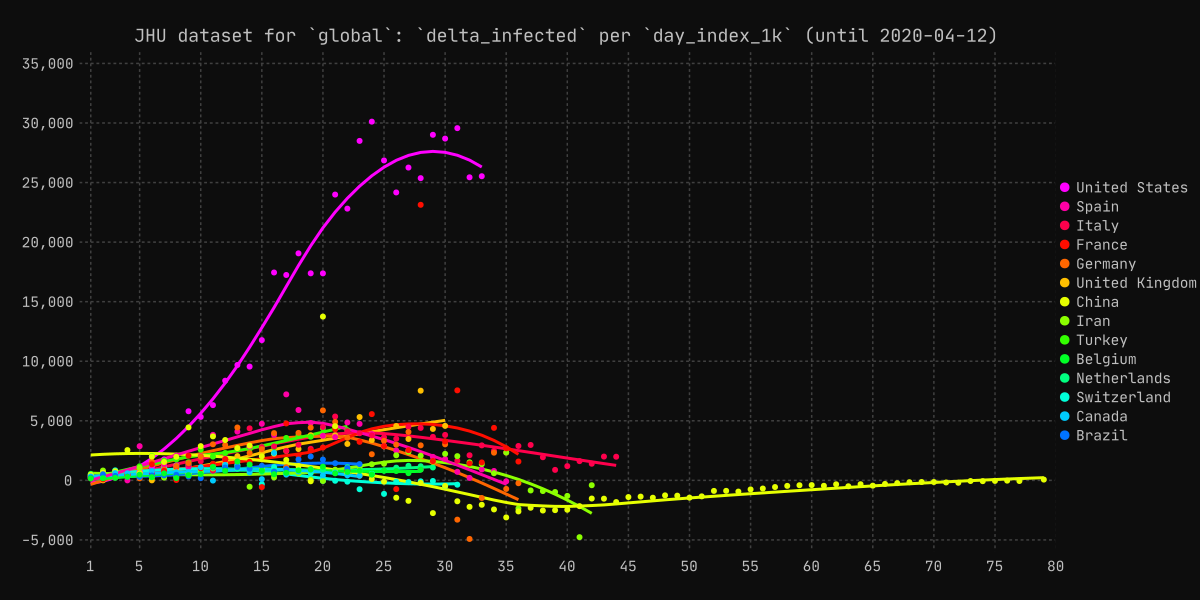 JHU dataset for `global`: `delta_infected` per `day_index_1k` (until 2020-04-12)
35,000
30,000
25,000
20,000
15,000
10,000
5,000
0
−5,000
1 5 10 15 20 25 30 35 40 45 50 55 60 65 70 75 80
United States
Spain
Italy
France
Germany
United Kingdom
China
Iran
Turkey
Belgium
Netherlands
Switzerland
Canada
Brazil